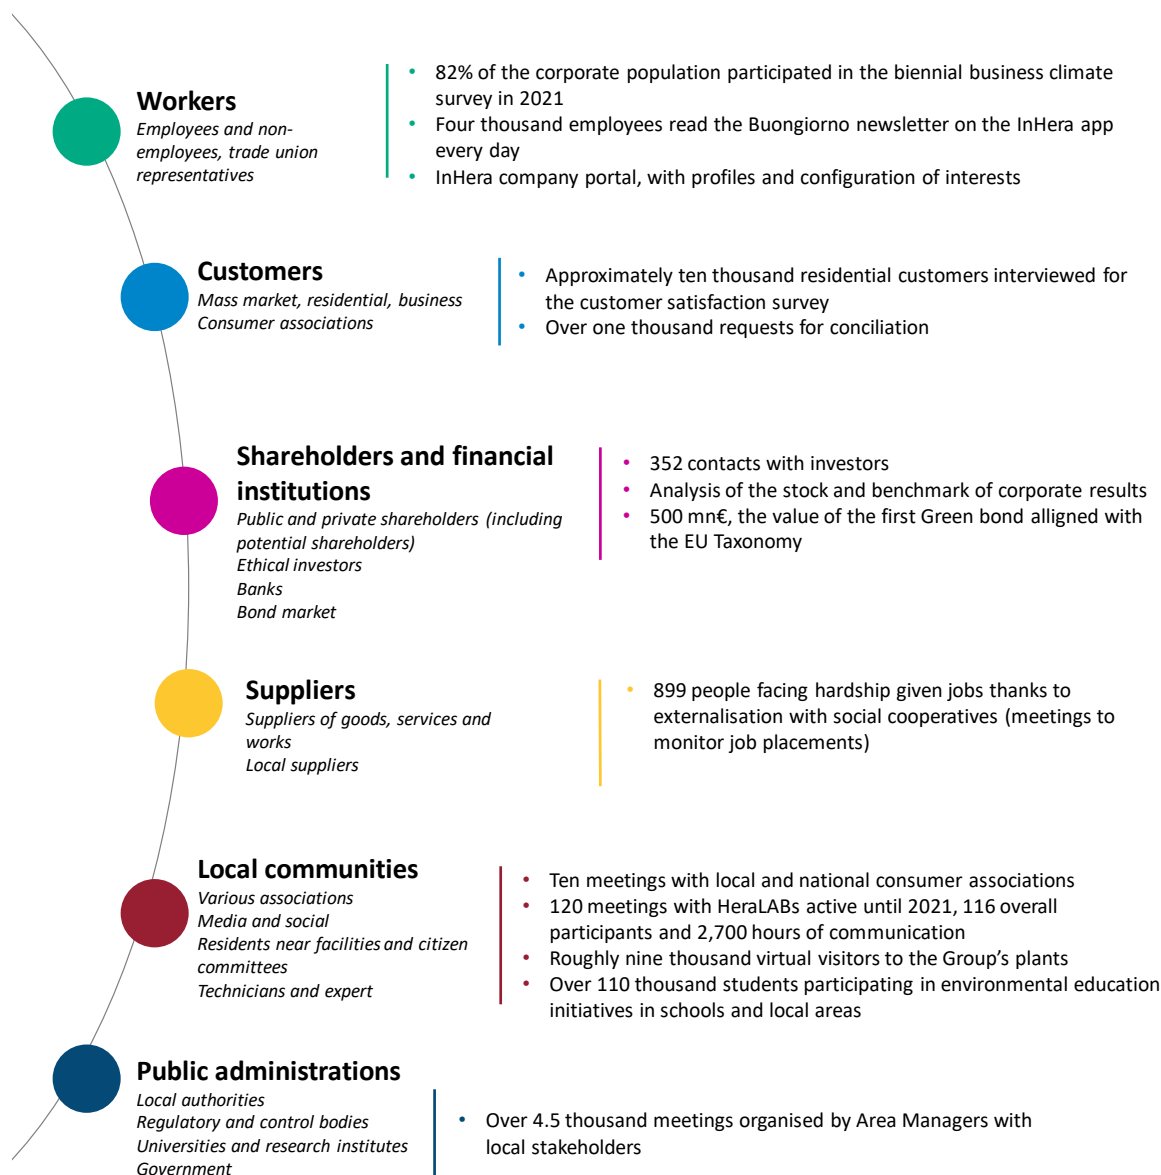 Workers
Employees and non-
employees, trade union
representatives
• 82% of the corporate population participated in the biennial business climate
survey in 2021
• Four thousand employees read the Buongiorno newsletter on the InHera app
every day
• InHera company portal, with profiles and configuration of interests
Customers
Mass market, residential, business
Consumer associations
• Approximately ten thousand residential customers interviewed for
the customer satisfaction survey
• Over one thousand requests for conciliation
Shareholders and financial
institutions
Public and private shareholders (including
potential shareholders)
Ethical investors
Banks
Bond market
• 352 contacts with investors
• Analysis of the stock and benchmark of corporate results
• 500 mn€, the value of the first Green bond alligned with
the EU Taxonomy
Suppliers
Suppliers of goods, services and
works
Local suppliers
• 899 people facing hardship given jobs thanks to
externalisation with social cooperatives (meetings to
monitor job placements)
Local communities
Various associations
Media and social
Residents near facilities and citizen
committees
Technicians and expert
• Ten meetings with local and national consumer associations
• 120 meetings with HeraLABs active until 2021, 116 overall
participants and 2,700 hours of communication
• Roughly nine thousand virtual visitors to the Group’s plants
• Over 110 thousand students participating in environmental education
initiatives in schools and local areas
Public administrations
Local authorities
Regulatory and control bodies
Universities and research institutes
Government
• Over 4.5 thousand meetings organised by Area Managers with
local stakeholders